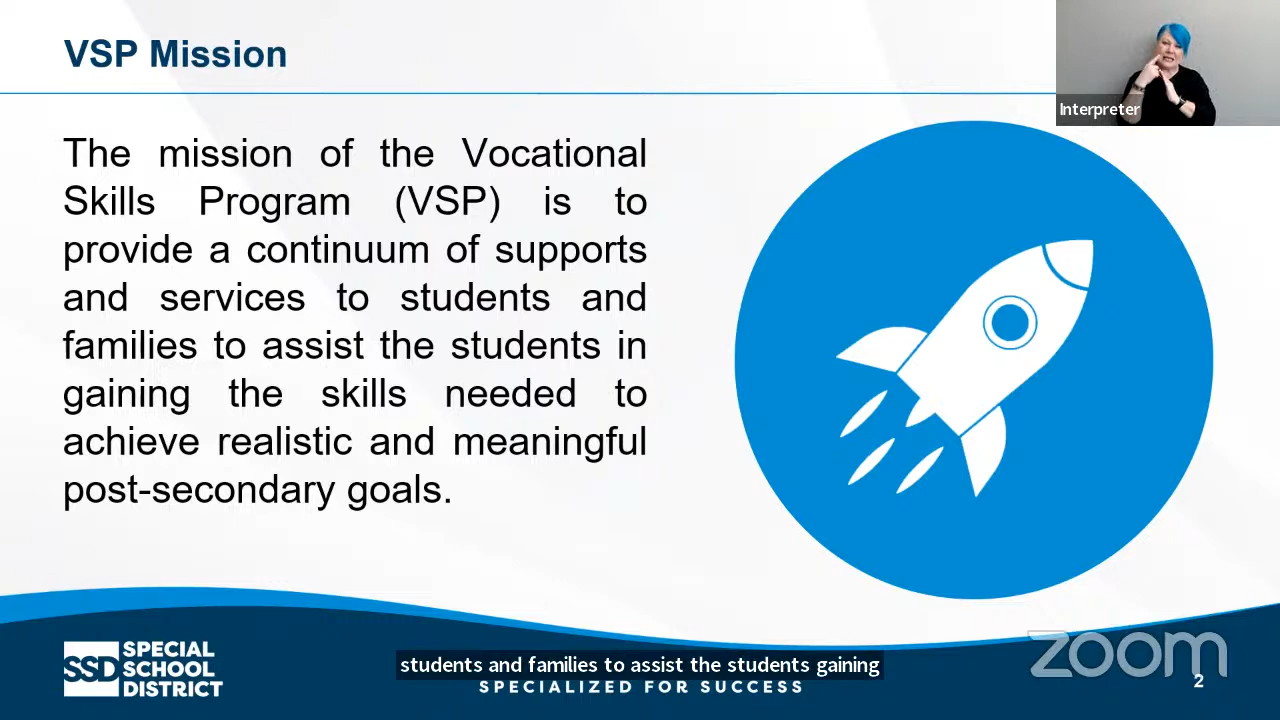 VSP Mission
Interpreter
The mission of the Vocational
Skills Program (VSP) is to
provide a continuum of supports
and services to students and
families to assist the students in
gaining the skills needed to
achieve realistic and meaningful
post-secondary goals.
SSD
SPECIAL
SCHOOL
DISTRICT
students and families to assist the students gaining
SPECIALIZED FOR SUCCESS
zoom
2